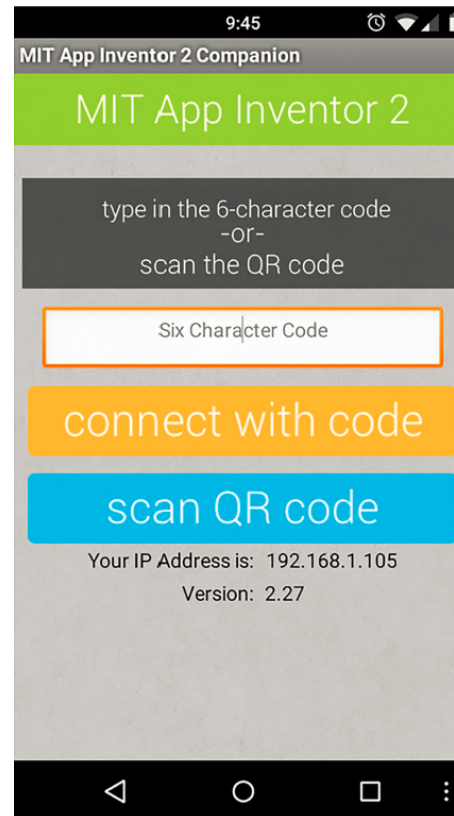 9:45
MIT App Inventor 2 Companion
MIT App Inventor 2
type in the 6-character code
-or-
scan the QR code
Six Character Code
connect with code
scan QR code
Your IP Address is: 192.168.1.105
Version: 2.27